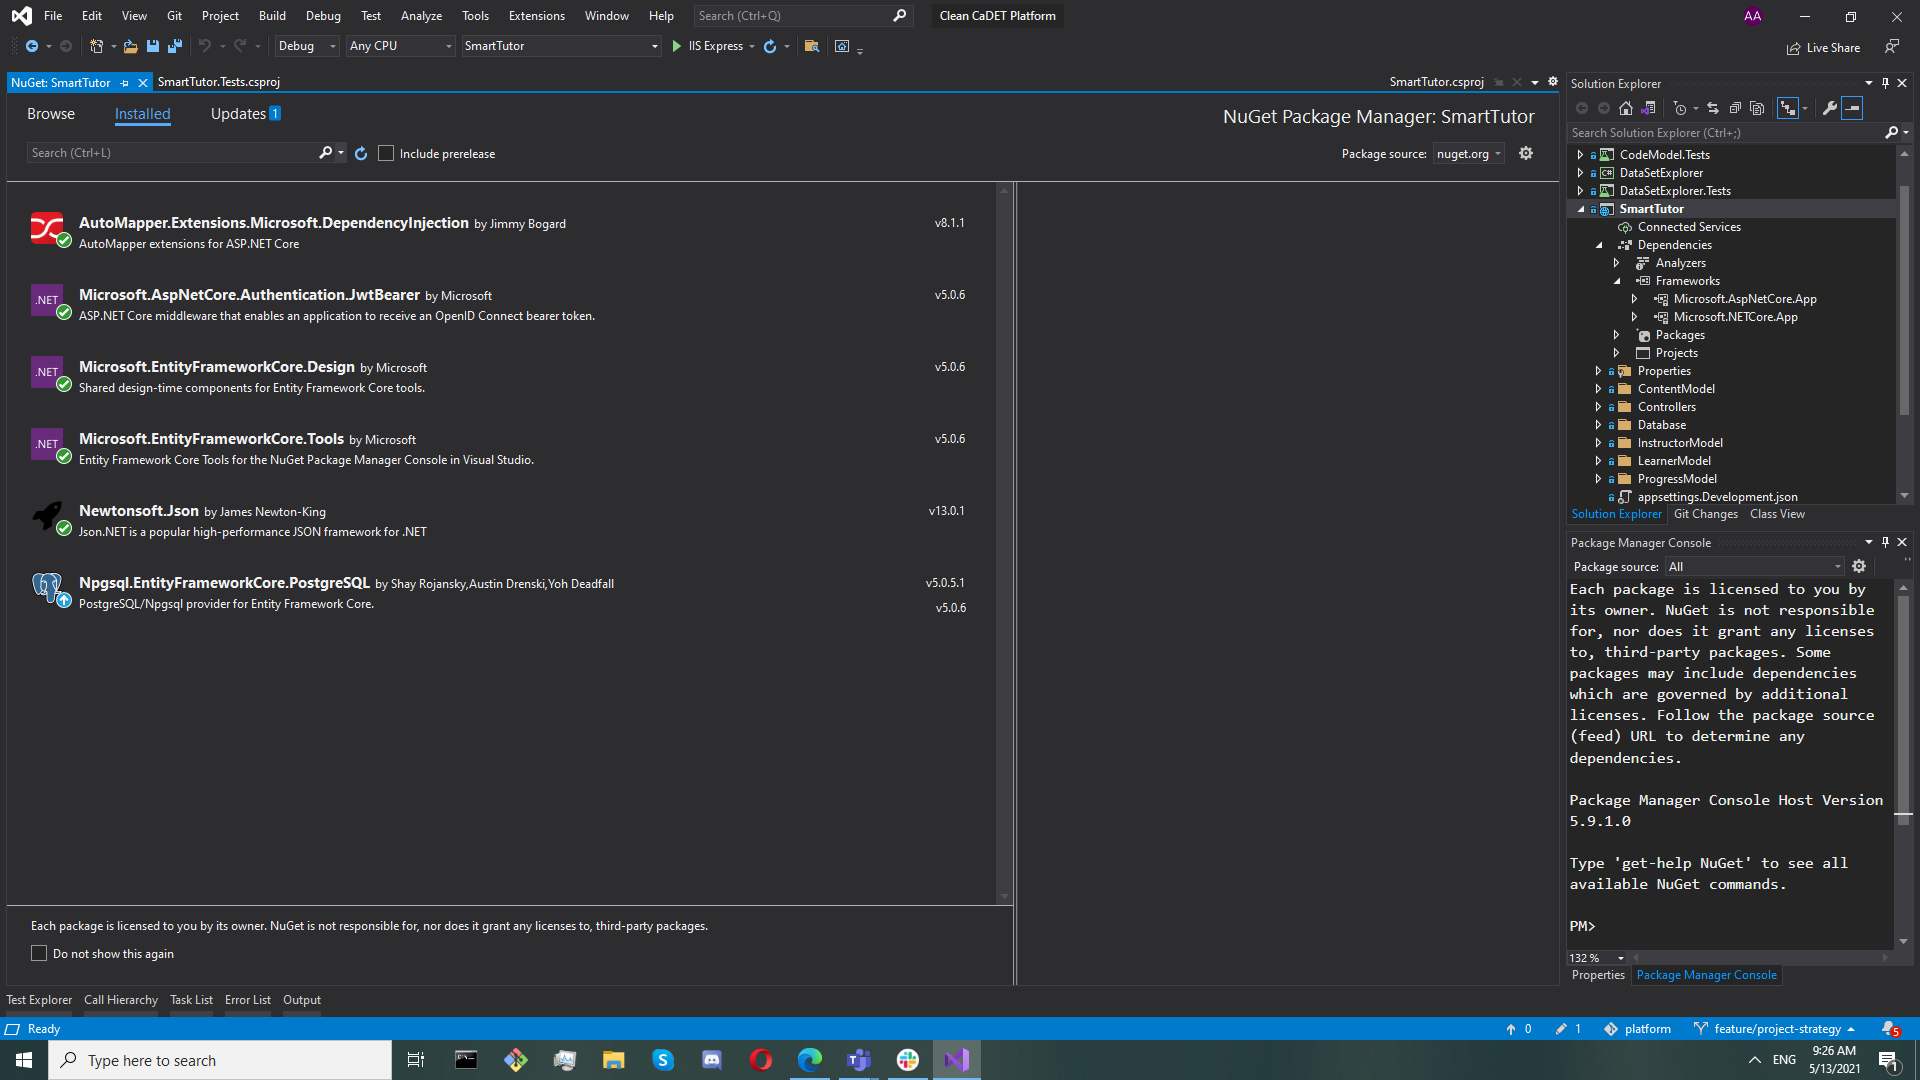 File Edit View Git Project Build Debug Test Analyze Tools Extensions Window Help Search (Ctrl+Q) Clean CaDET Platform AA
Debug Any CPU SmartTutor IIS Express Live Share
NuGet: SmartTutor SmartTutor.Tests.csproj SmartTutor.csproj
Browse Installed Updates 1 NuGet Package Manager: SmartTutor
Search (Ctrl+L) Include prerelease Package source: nuget.org
AutoMapper.Extensions.Microsoft.DependencyInjection by Jimmy Bogard v8.1.1
AutoMapper extensions for ASP.NET Core
.NET Microsoft.AspNetCore.Authentication.JwtBearer by Microsoft v5.0.6
ASP.NET Core middleware that enables an application to receive an OpenID Connect bearer token.
.NET Microsoft.EntityFrameworkCore.Design by Microsoft v5.0.6
Shared design-time components for Entity Framework Core tools.
.NET Microsoft.EntityFrameworkCore.Tools by Microsoft v5.0.6
Entity Framework Core Tools for the NuGet Package Manager Console in Visual Studio.
Newtonsoft.Json by James Newton-King v13.0.1
Json.NET is a popular high-performance JSON framework for .NET
Npgsql.EntityFrameworkCore.PostgreSQL by Shay Rojansky,Austin Drenski,Yoh Deadfall v5.0.5.1
PostgreSQL/Npgsql provider for Entity Framework Core. v5.0.6
Each package is licensed to you by its owner. NuGet is not responsible for, nor does it grant any licenses to, third-party packages.
Do not show this again
Solution Explorer
Search Solution Explorer (Ctrl+;)
CodeModel.Tests
C# DataSetExplorer
DataSetExplorer.Tests
SmartTutor
Connected Services
Dependencies
Analyzers
Frameworks
Microsoft.AspNetCore.App
Microsoft.NETCore.App
Packages
Projects
Properties
ContentModel
Controllers
Database
InstructorModel
LearnerModel
ProgressModel
appsettings.Development.json
Solution Explorer Git Changes Class View
Package Manager Console
Package source: All
Each package is licensed to you by
its owner. NuGet is not responsible
for, nor does it grant any licenses
to, third-party packages. Some
packages may include dependencies
which are governed by additional
licenses. Follow the package source
(feed) URL to determine any
dependencies.
Package Manager Console Host Version
5.9.1.0
Type 'get-help NuGet' to see all
available NuGet commands.
PM>
132 %
Properties Package Manager Console
Test Explorer Call Hierarchy Task List Error List Output
Ready 0 1 platform feature/project-strategy 5
Type here to search ENG 9:26 AM
5/13/2021 1